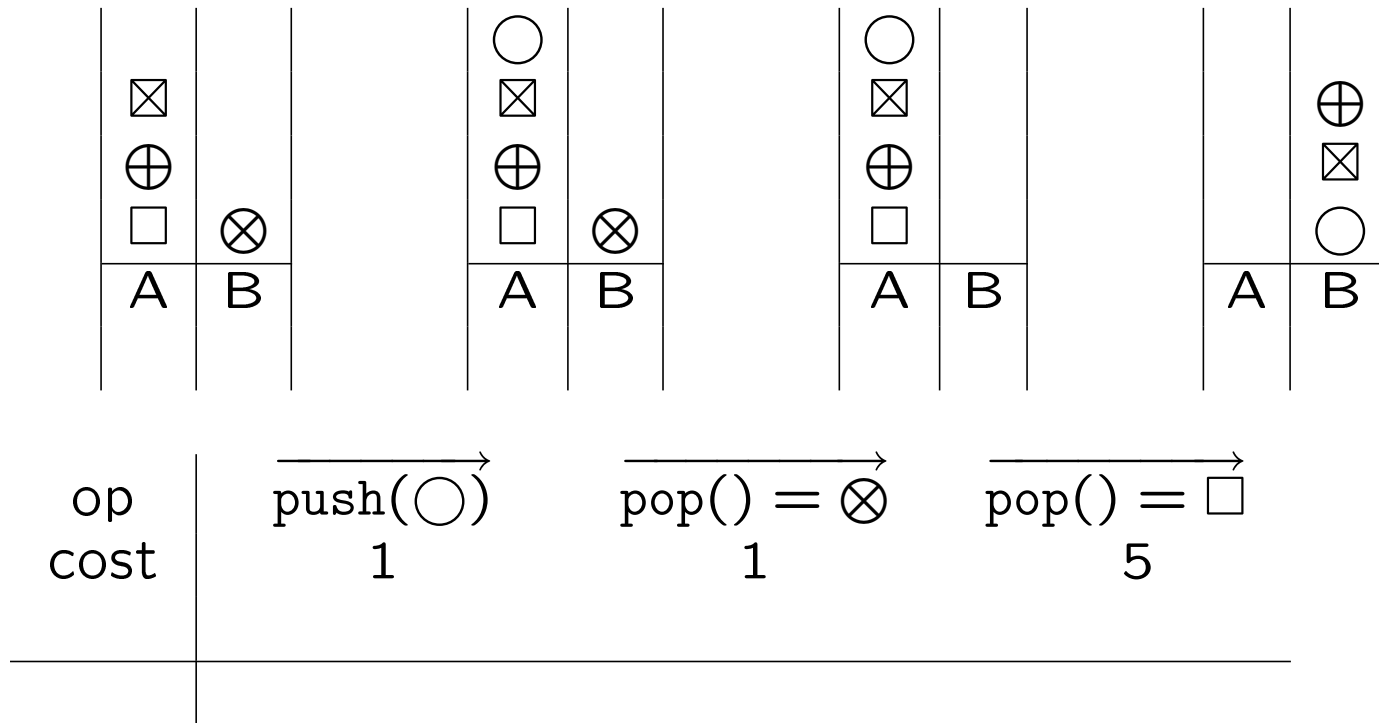 A B A B A B A B
op push(○) pop() = ⊗ pop() = □
cost 1 1 5